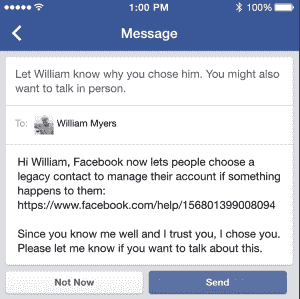 1:00 PM
100%
Message
Let William know why you chose him. You might also
want to talk in person.
To: William Myers
Hi William, Facebook now lets people choose a
legacy contact to manage their account if something
happens to them:
https://www.facebook.com/help/156801399008094
Since you know me well and I trust you, I chose you.
Please let me know if you want to talk about this.
Not Now
Send